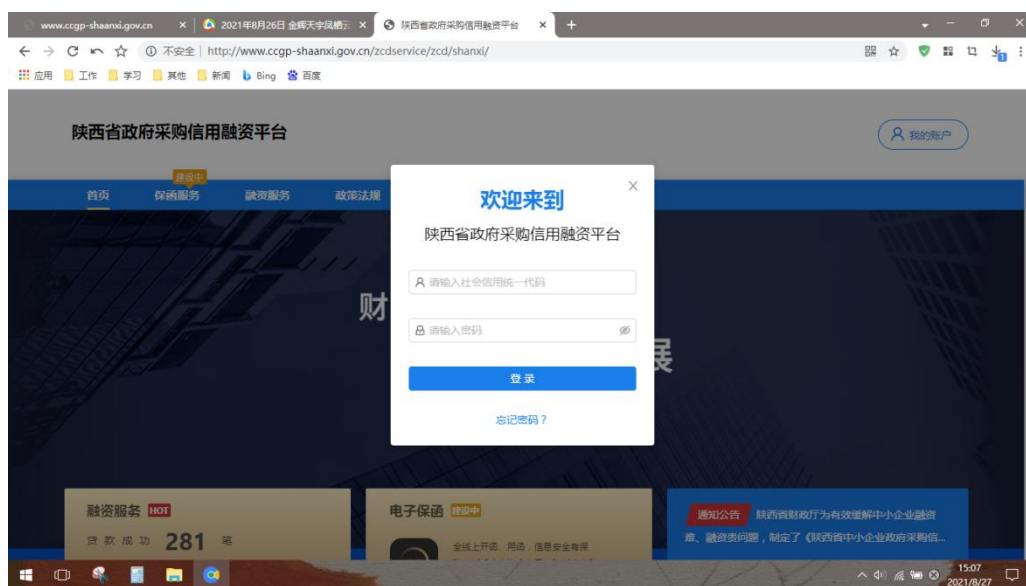 www.ccgp-shaanxi.gov.cn
2021年8月26日 金辉天宇凤栖云
陕西省政府采购信用融资平台
不安全 | http://www.ccgp-shaanxi.gov.cn/zcdservice/zcd/shanxi/
应用 工作 学习 其他 新闻 Bing 百度
陕西省政府采购信用融资平台
我的账户
建设中
首页 保函服务 融资服务 政策法规
欢迎来到
陕西省政府采购信用融资平台
请输入社会信用统一代码
请输入密码
登 录
忘记密码？
财
展
融资服务 HOT
贷款成功 281 笔
电子保函 建设中
全线上开函、用函，信息安全有保
通知公告 陕西省财政厅为有效缓解中小企业融资
难、融资贵问题，制定了《陕西省中小企业政府采购信...
15:07
2021/8/27